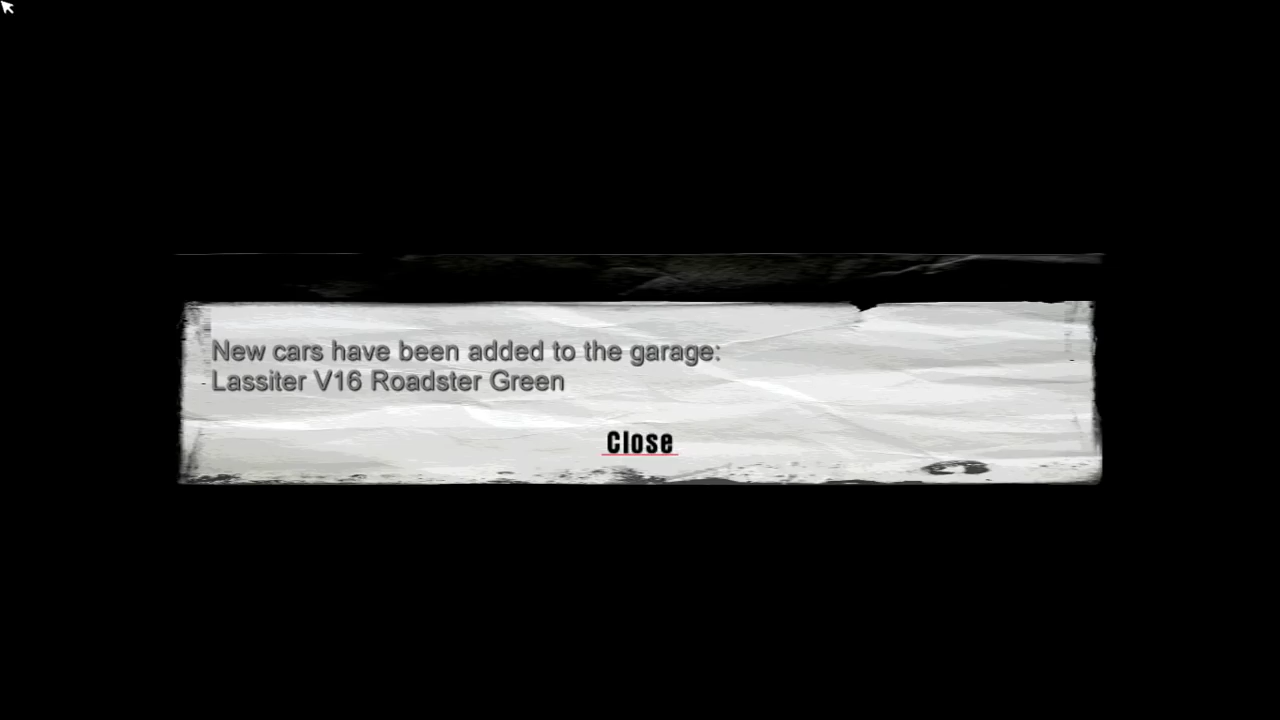 New cars have been added to the garage:
Lassiter V16 Roadster Green
Close